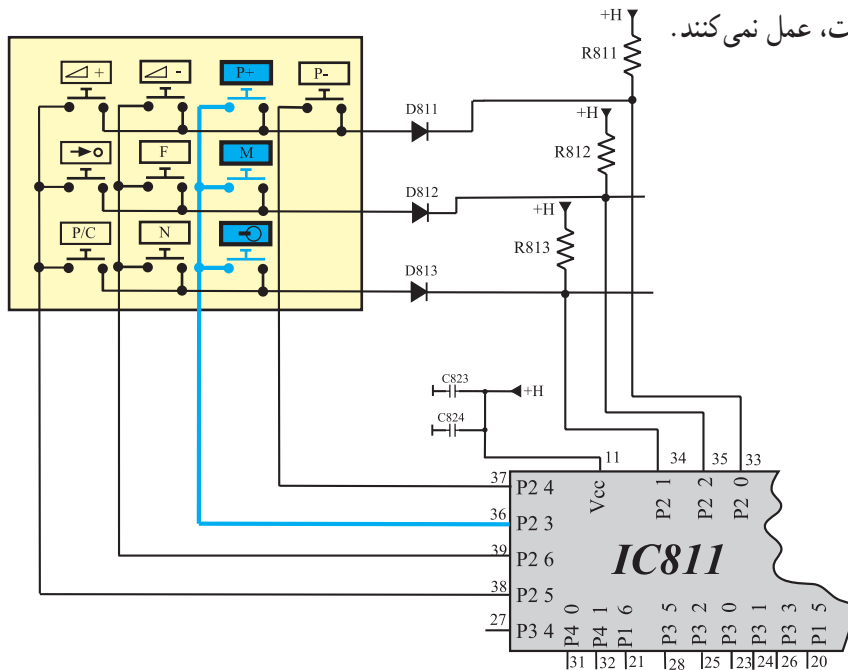 ت، عمل نمی‌کنند.
+H
R811
+H
R812
+H
R813
+ - P+ P-
D811
F M
D812
P/C N
D813
C823
+H
C824
11 34 35 33
37 P2 4 Vcc P2 1 P2 2 P2 0
36 P2 3
39 P2 6 IC811
38 P2 5
27 P3 4 P4 0 P4 1 P1 6 P3 5 P3 2 P3 0 P3 1 P3 3 P1 5
31 32 21 28 25 23 24 26 20